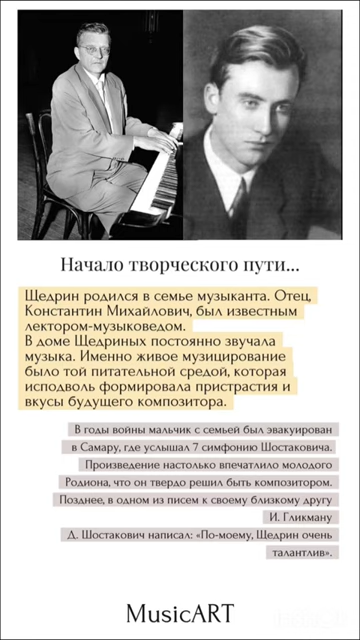 Начало творческого пути...
Щедрин родился в семье музыканта. Отец,
Константин Михайлович, был известным
лектором-музыковедом.
В доме Щедриных постоянно звучала
музыка. Именно живое музицирование
было той питательной средой, которая
исподволь формировала пристрастия и
вкусы будущего композитора.
В годы войны мальчик с семьей был эвакуирован
в Самару, где услышал 7 симфонию Шостаковича.
Произведение настолько впечатлило молодого
Родиона, что он твердо решил быть композитором.
Позднее, в одном из писем к своему близкому другу
И. Гликману
Д. Шостакович написал: «По-моему, Щедрин очень
талантлив».
MusicART